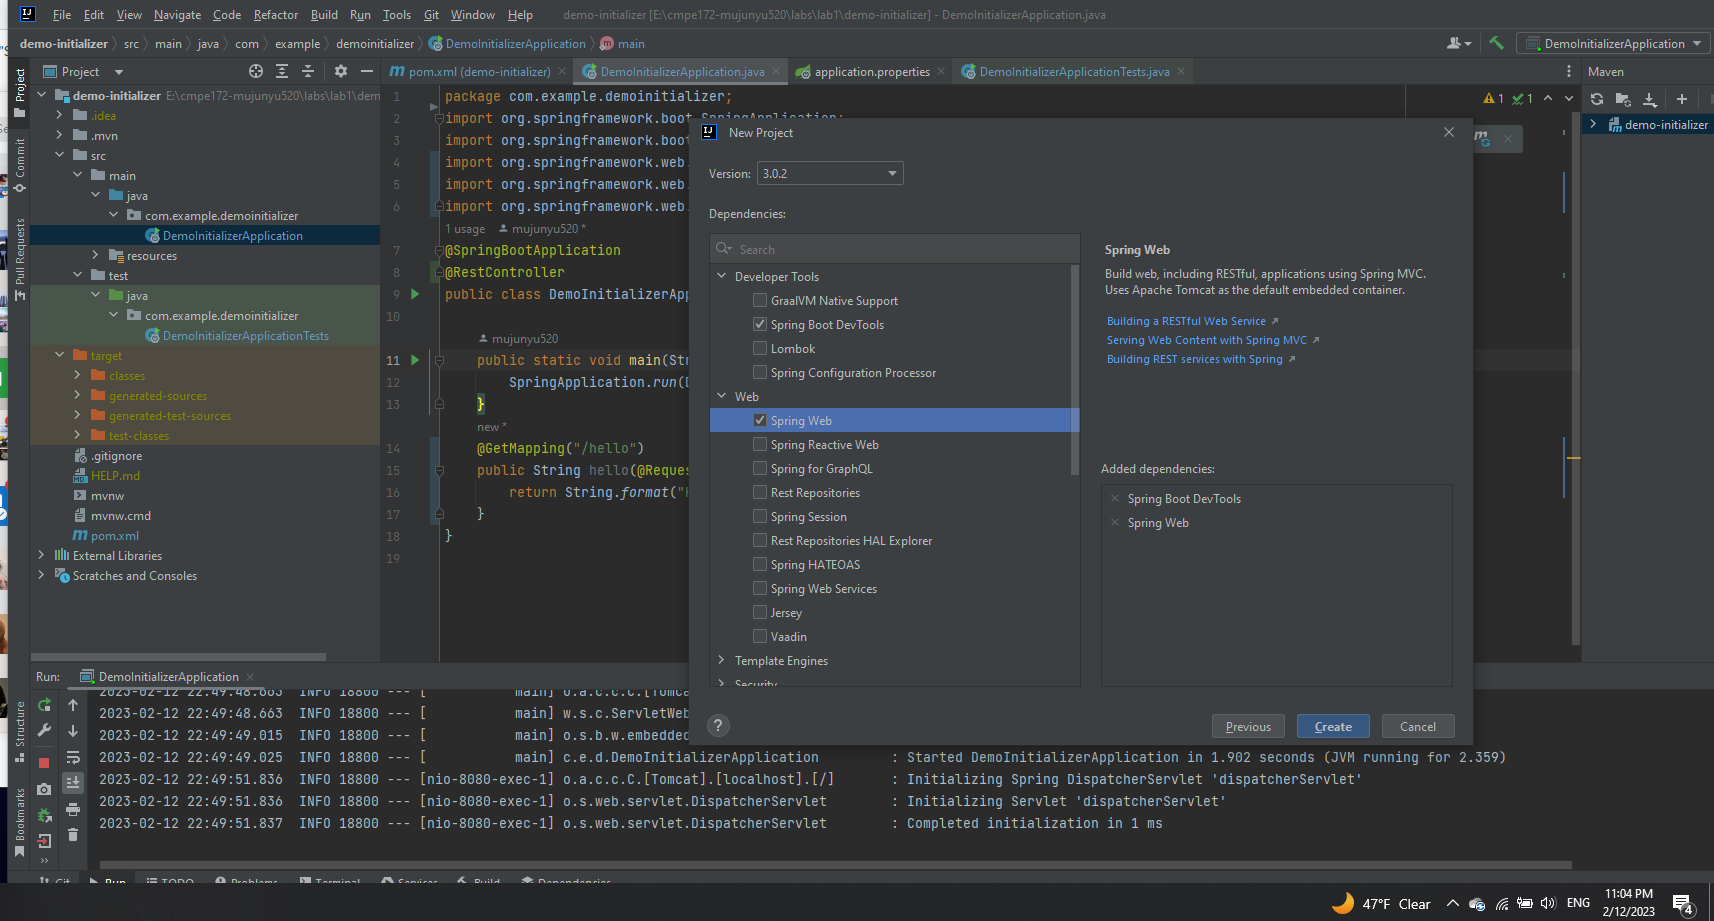 File Edit View Navigate Code Refactor Build Run Tools Git Window Help demo-initializer [E:\cmpe172-mujunyu520\labs\lab1\demo-initializer] - DemoInitializerApplication.java
demo-initializer src main java com example demoinitializer DemoInitializerApplication main
DemoInitializerApplication
Project
pom.xml (demo-initializer) DemoInitializerApplication.java application.properties DemoInitializerApplicationTests.java
Maven
demo-initializer
Project
Commit
Pull Requests
Structure
Bookmarks
demo-initializer E:\cmpe172-mujunyu520\labs\lab1\dem
.idea
.mvn
src
main
java
com.example.demoinitializer
DemoInitializerApplication
resources
test
java
com.example.demoinitializer
DemoInitializerApplicationTests
target
classes
generated-sources
generated-test-sources
test-classes
.gitignore
HELP.md
mvnw
mvnw.cmd
pom.xml
External Libraries
Scratches and Consoles
1 package com.example.demoinitializer;
1 1
2 import org.springframework.boot.SpringApplication;
3 import org.springframework.boot
4 import org.springframework.web.
5 import org.springframework.web.
6 import org.springframework.web.
1 usage mujunyu520 *
7 @SpringBootApplication
8 @RestController
9 public class DemoInitializerAp
10
mujunyu520
11 public static void main(Str
12 SpringApplication.run(
13 }
new *
14 @GetMapping("/hello")
15 public String hello(@Reque
16 return String.format("
17 }
18 }
19
New Project
Version: 3.0.2
Dependencies:
Search
Developer Tools
GraalVM Native Support
Spring Boot DevTools
Lombok
Spring Configuration Processor
Web
Spring Web
Spring Reactive Web
Spring for GraphQL
Rest Repositories
Spring Session
Rest Repositories HAL Explorer
Spring HATEOAS
Spring Web Services
Jersey
Vaadin
Template Engines
Security
Spring Web
Build web, including RESTful, applications using Spring MVC.
Uses Apache Tomcat as the default embedded container.
Building a RESTful Web Service ↗
Serving Web Content with Spring MVC ↗
Building REST services with Spring ↗
Added dependencies:
Spring Boot DevTools
Spring Web
? Previous Create Cancel
Run: DemoInitializerApplication
2023-02-12 22:49:48.663 INFO 18800 --- [ main] o.a.c.c.C.[Tomca
2023-02-12 22:49:48.663 INFO 18800 --- [ main] w.s.c.ServletWeb
2023-02-12 22:49:49.015 INFO 18800 --- [ main] o.s.b.w.embedded
2023-02-12 22:49:49.025 INFO 18800 --- [ main] c.e.d.DemoInitializerApplication : Started DemoInitializerApplication in 1.902 seconds (JVM running for 2.359)
2023-02-12 22:49:51.836 INFO 18800 --- [nio-8080-exec-1] o.a.c.c.C.[Tomcat].[localhost].[/] : Initializing Spring DispatcherServlet 'dispatcherServlet'
2023-02-12 22:49:51.836 INFO 18800 --- [nio-8080-exec-1] o.s.web.servlet.DispatcherServlet : Initializing Servlet 'dispatcherServlet'
2023-02-12 22:49:51.837 INFO 18800 --- [nio-8080-exec-1] o.s.web.servlet.DispatcherServlet : Completed initialization in 1 ms
Git Run TODO Problems Terminal Services Build Dependencies
47°F Clear ENG 11:04 PM
2/12/2023 4